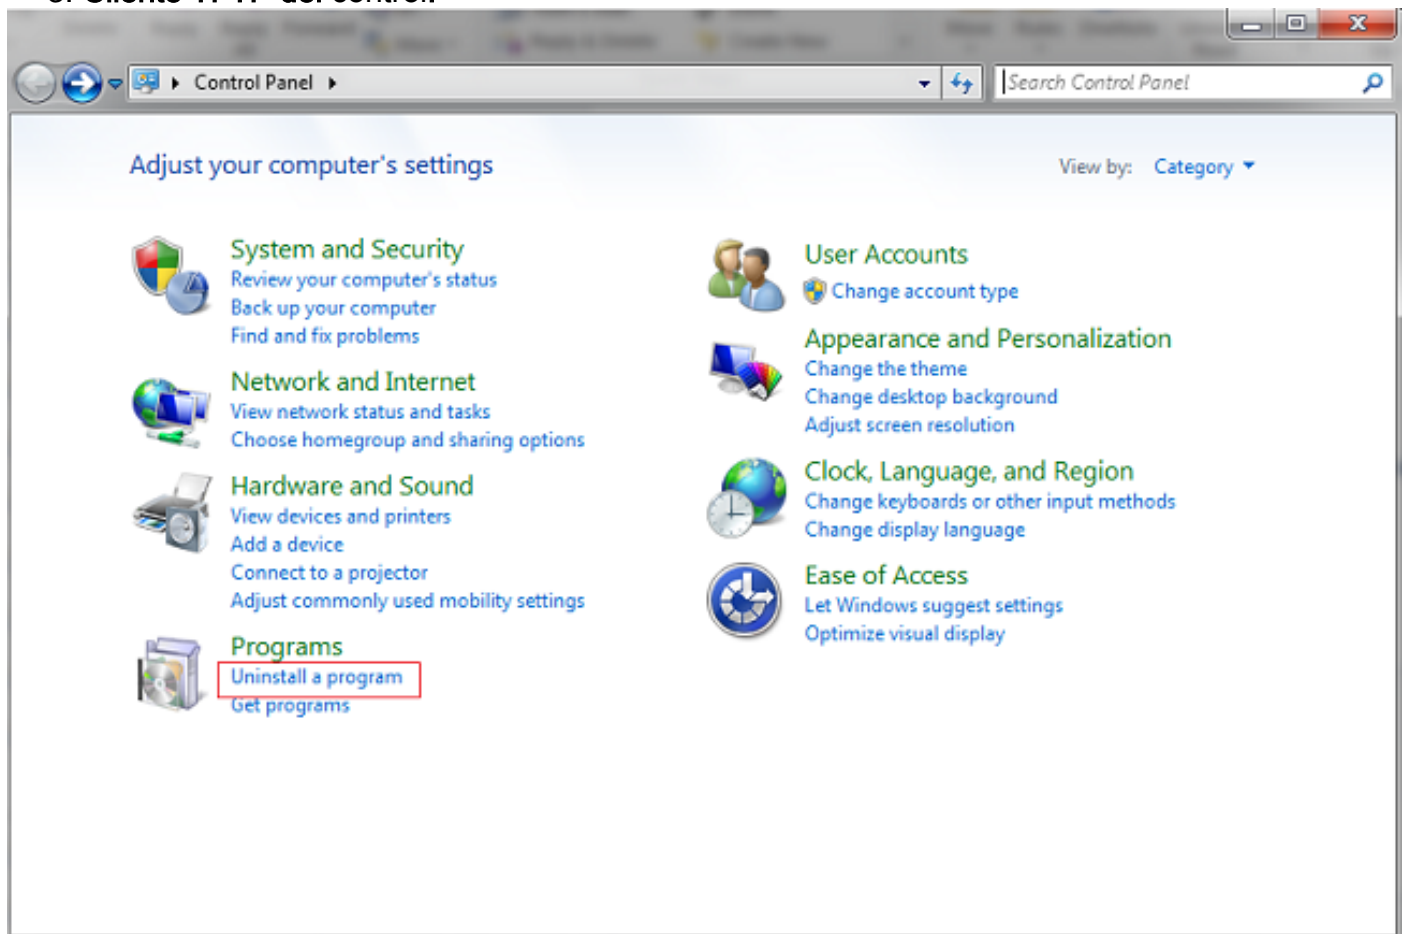 Control Panel
Search Control Panel
Adjust your computer's settings
View by: Category
System and Security
Review your computer's status
Back up your computer
Find and fix problems
Network and Internet
View network status and tasks
Choose homegroup and sharing options
Hardware and Sound
View devices and printers
Add a device
Connect to a projector
Adjust commonly used mobility settings
Programs
Uninstall a program
Get programs
User Accounts
Change account type
Appearance and Personalization
Change the theme
Change desktop background
Adjust screen resolution
Clock, Language, and Region
Change keyboards or other input methods
Change display language
Ease of Access
Let Windows suggest settings
Optimize visual display